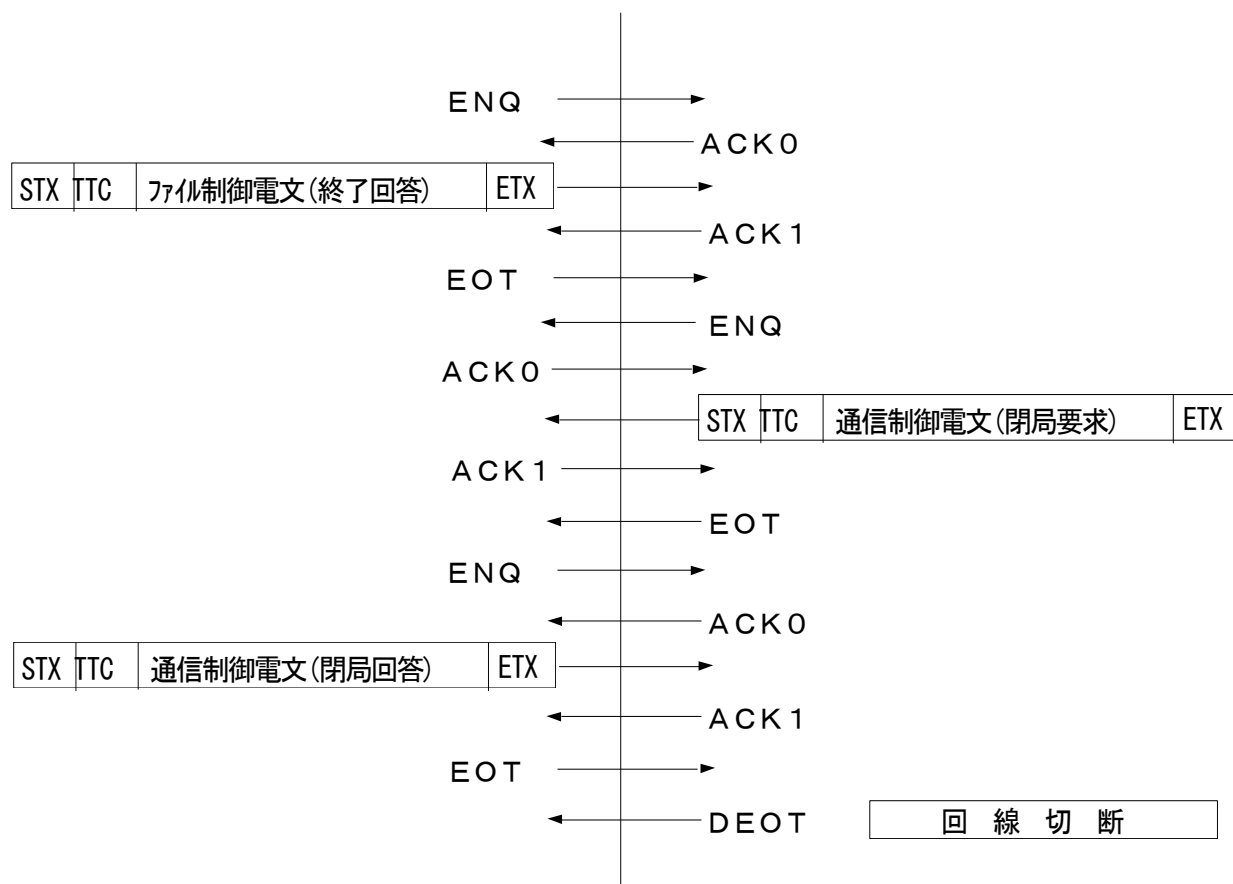 ENQ
ACK0
STX TTC ファイル制御電文(終了回答) ETX
ACK1
EOT
ENQ
ACK0
STX TTC 通信制御電文(閉局要求) ETX
ACK1
EOT
ENQ
ACK0
STX TTC 通信制御電文(閉局回答) ETX
ACK1
EOT
DEOT 回線切断